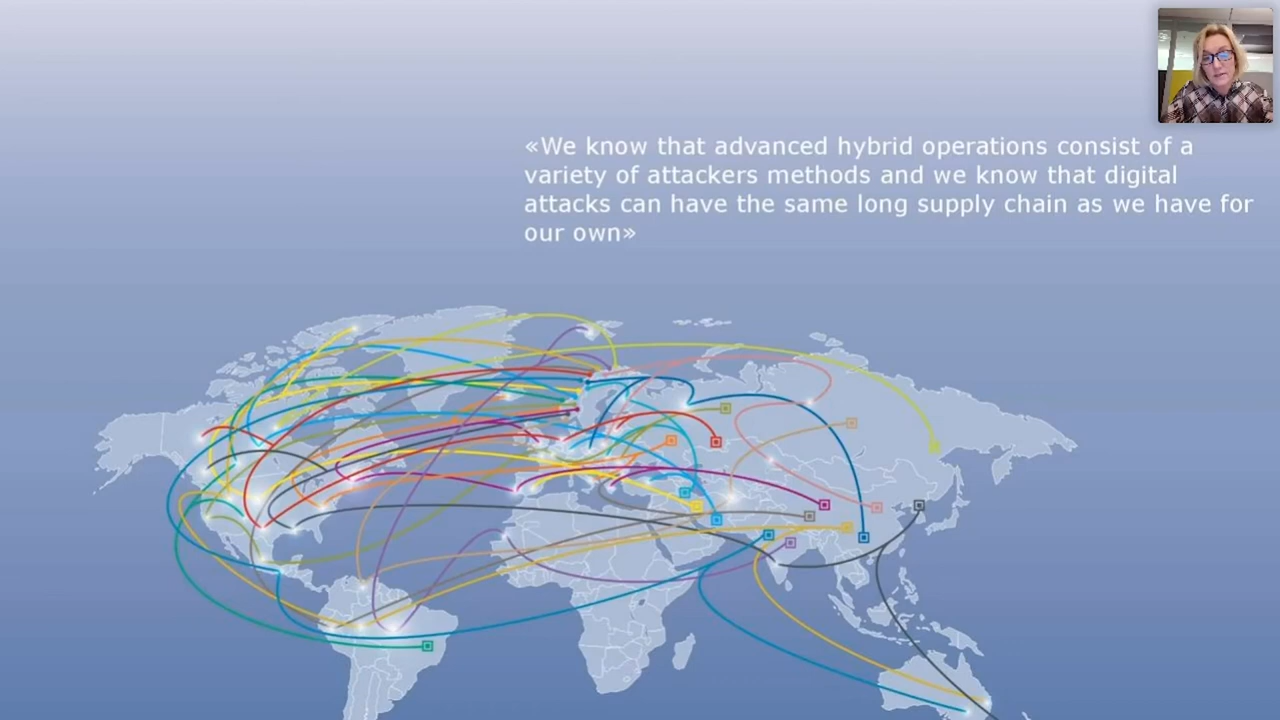 «We know that advanced hybrid operations consist of a
variety of attackers methods and we know that digital
attacks can have the same long supply chain as we have for
our own»